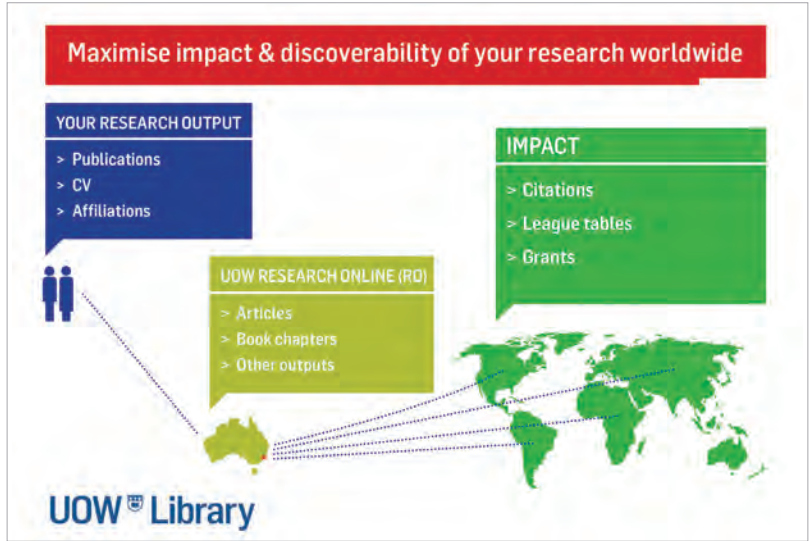 Maximise impact & discoverability of your research worldwide
YOUR RESEARCH OUTPUT
> Publications
> CV
> Affiliations
UOW RESEARCH ONLINE (RO)
> Articles
> Book chapters
> Other outputs
IMPACT
> Citations
> League tables
> Grants
UOW Library